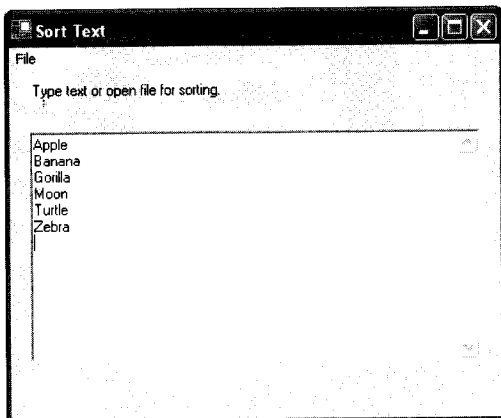 Sort Text
File
Type text or open file for sorting.
Apple
Banana
Gorilla
Moon
Turtle
Zebra